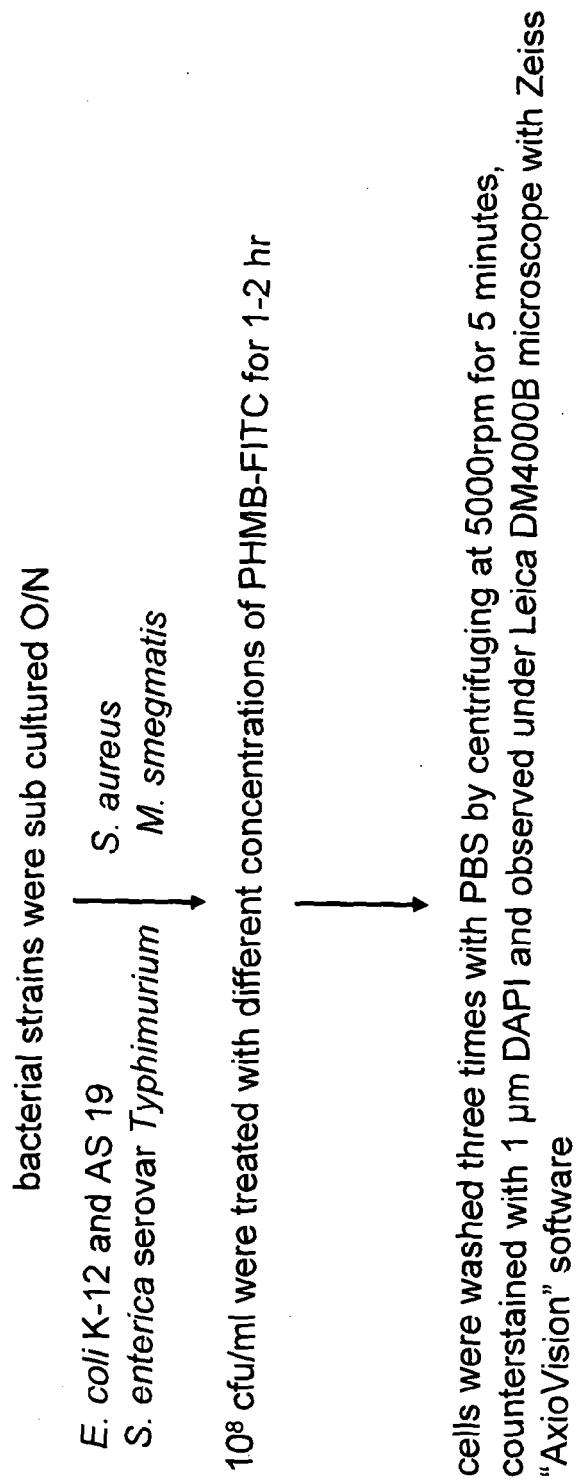 bacterial strains were sub cultured O/N
E. coli K-12 and AS 19
S. aureus
S. enterica serovar Typhimurium
M. smegmatis
10⁸ cfu/ml were treated with different concentrations of PHMB-FITC for 1-2 hr
cells were washed three times with PBS by centrifuging at 5000rpm for 5 minutes,
counterstained with 1 µm DAPI and observed under Leica DM4000B microscope with Zeiss
“AxioVision” software